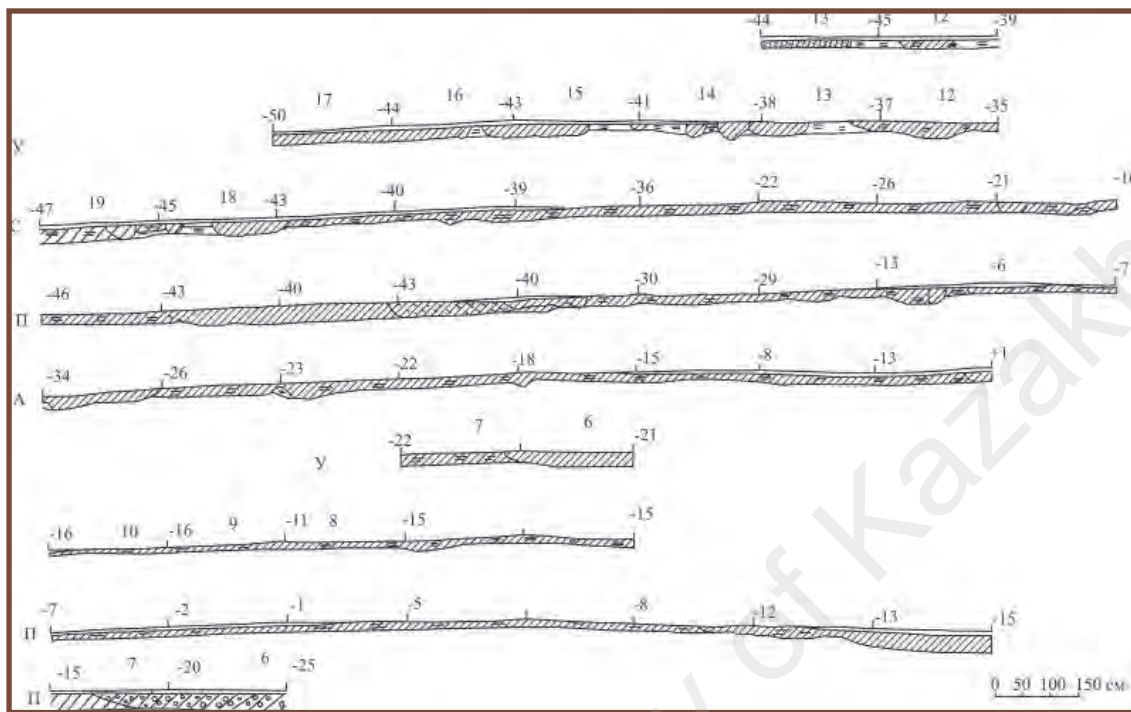 -44 13 -45 12 -39
17 16 15 14 13 12
-50 -44 -43 -41 -38 -37 -35
У
19 18
-47 -45 -43 -40 -39 -36 -22 -26 -21
С
-46 -43 -40 -43 -40 -30 -29 -13 -6 -7
П
-34 -26 -23 -22 -18 -15 -8 -13 +1
А
-22 7 6 -21
У
-16 10 -16 9 -11 8 -15 -15
-7 -2 -1 -5 -8 -12 -13 15
П
-15 7 -20 6 -25
П
0 50 100 150 см
of Kazakh